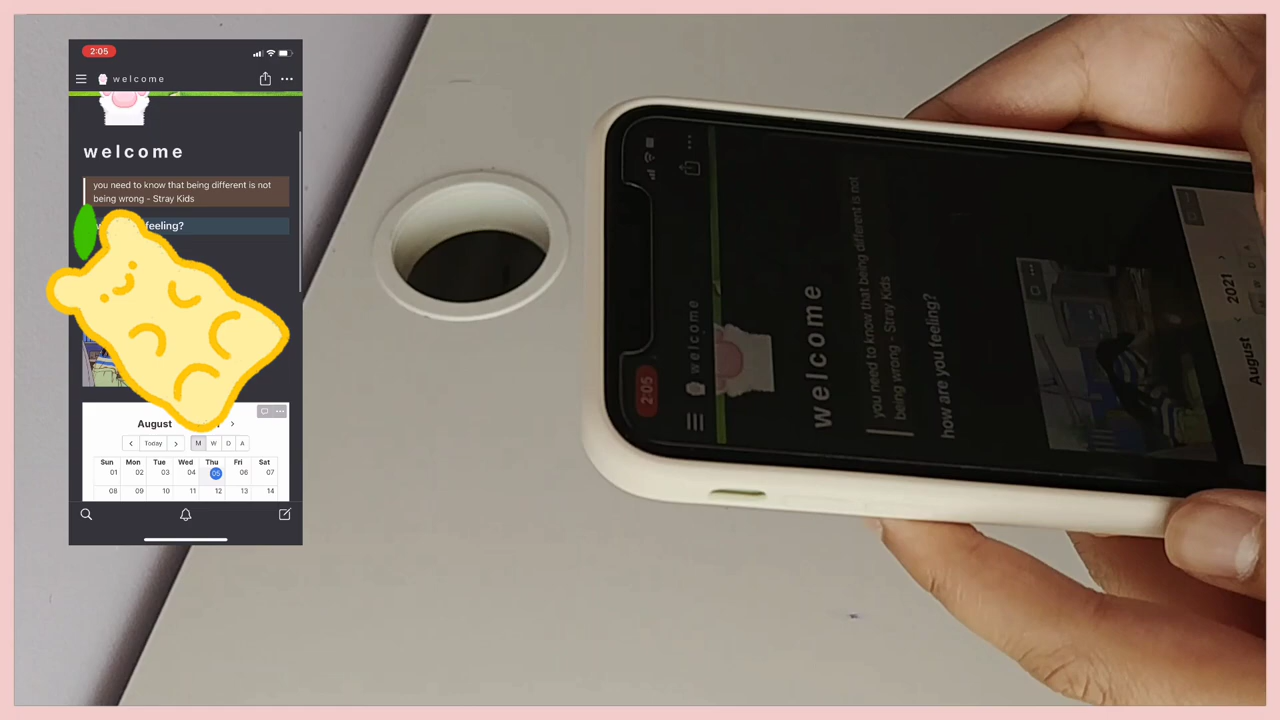 2:05
welcome
welcome
you need to know that being different is not
being wrong - Stray Kids
feeling?
August
Today
M W D A
Sun Mon Tue Wed Thu Fri Sat
01 02 03 04 05 06 07
08 09 10 11 12 13 14
2:05
welcome
welcome
you need to know that being different is not
being wrong - Stray Kids
how are you feeling?
August 2021